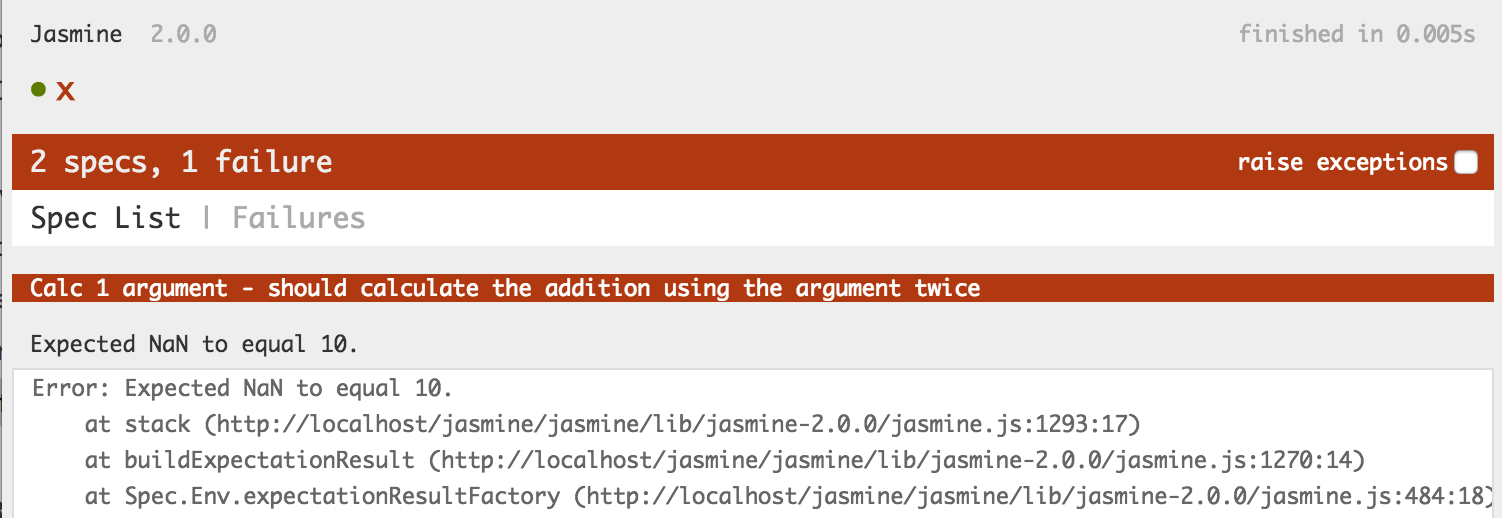 Jasmine 2.0.0 finished in 0.005s
● X
2 specs, 1 failure raise exceptions
Spec List | Failures
Calc 1 argument - should calculate the addition using the argument twice
Expected NaN to equal 10.
Error: Expected NaN to equal 10.
at stack (http://localhost/jasmine/jasmine/lib/jasmine-2.0.0/jasmine.js:1293:17)
at buildExpectationResult (http://localhost/jasmine/jasmine/lib/jasmine-2.0.0/jasmine.js:1270:14)
at Spec.Env.expectationResultFactory (http://localhost/jasmine/jasmine/lib/jasmine-2.0.0/jasmine.js:484:18)